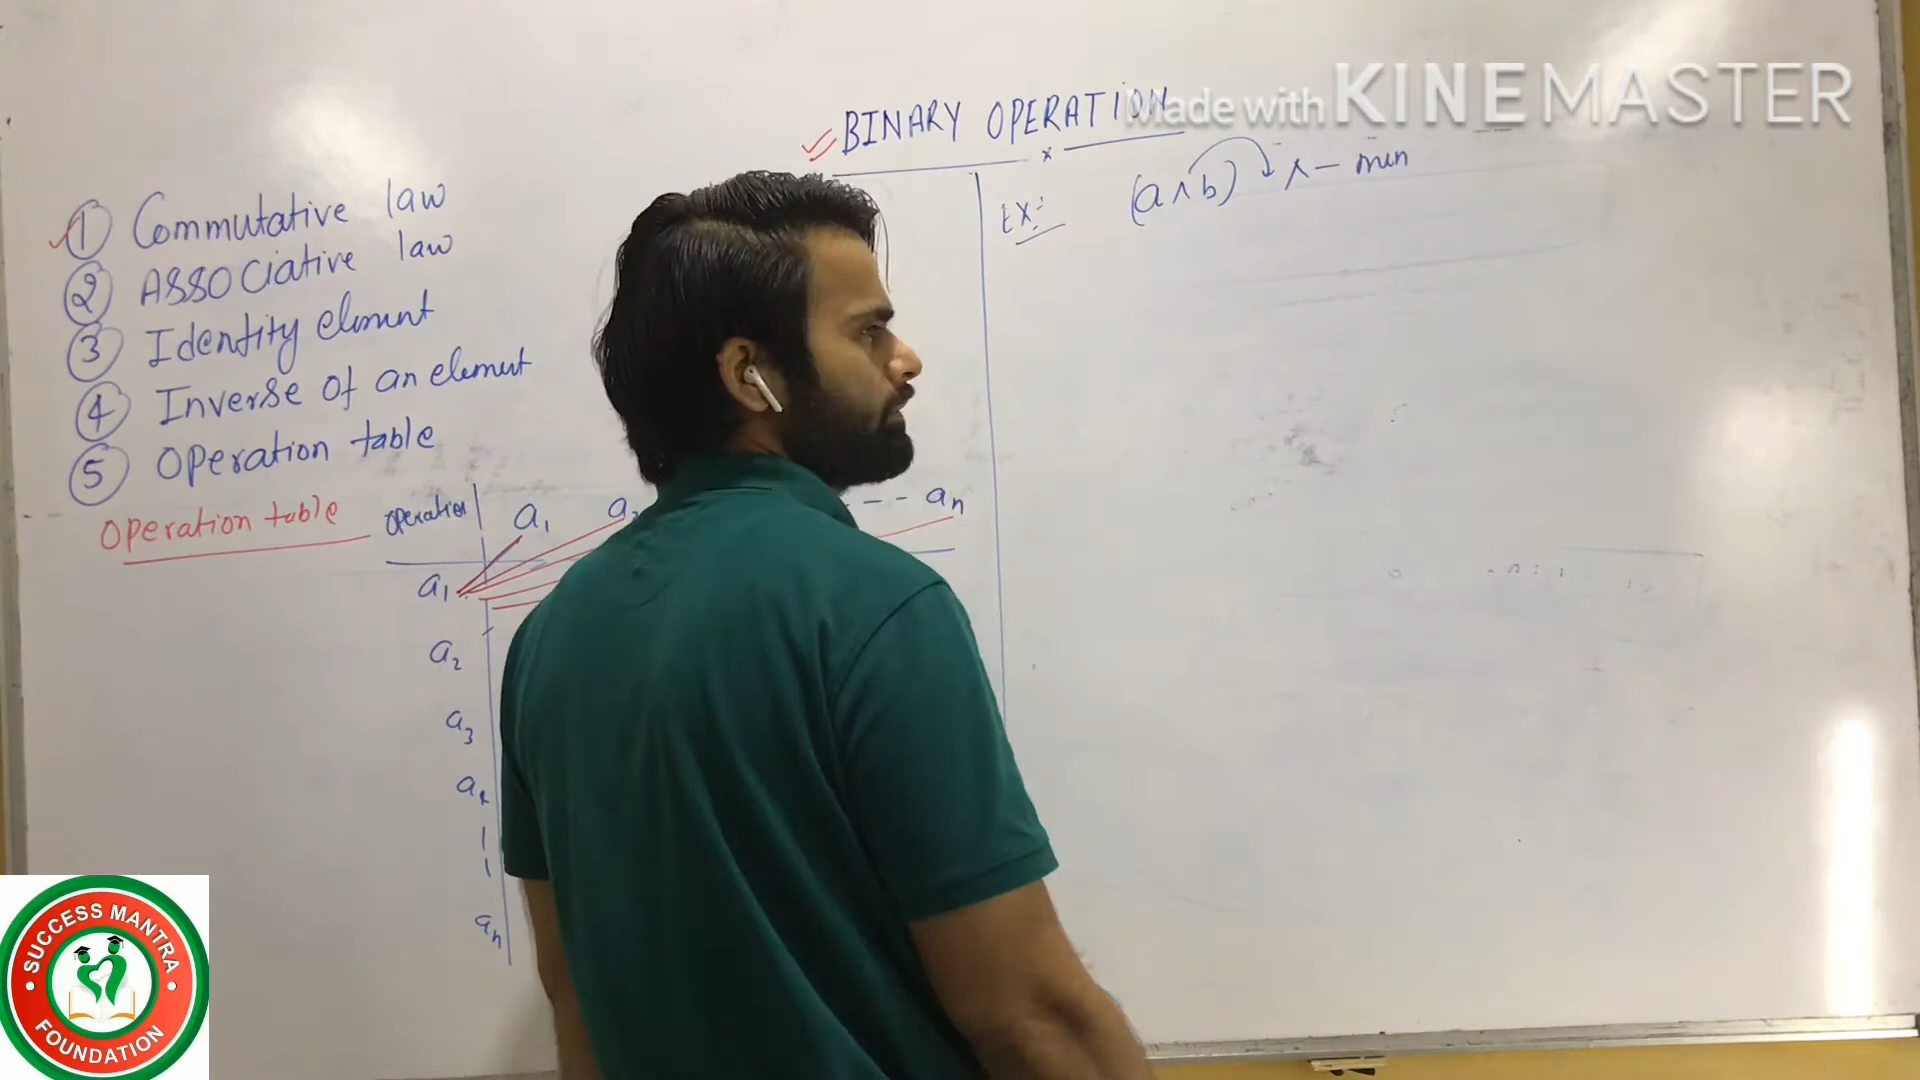 Made with KINEMASTER
BINARY OPERATION
x
① Commutative law
② ASSOCiative law
③ Identity element
④ Inverse of an element
⑤ Operation table
Operation table
Operation a₁ a₂ - - aₙ
a₁
a₂
a₃
a₄
aₙ
Ex:-
(a ∧ b) ∧ - min
SUCCESS MANTRA
FOUNDATION